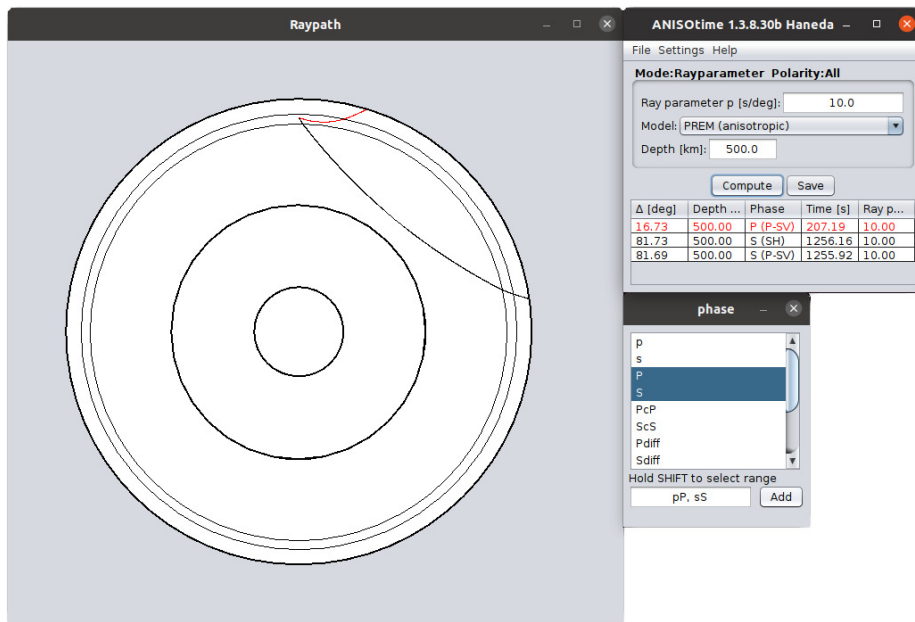 Raypath
ANISOtime 1.3.8.30b Haneda
File Settings Help
Mode:Rayparameter Polarity:All
Ray parameter p [s/deg]: 10.0
Model: PREM (anisotropic)
Depth [km]: 500.0
Compute Save
Δ [deg] Depth ... Phase Time [s] Ray p...
16.73 500.00 P (P-SV) 207.19 10.00
81.73 500.00 S (SH) 1256.16 10.00
81.69 500.00 S (P-SV) 1255.92 10.00
phase
p
s
P
S
PcP
ScS
Pdiff
Sdiff
Hold SHIFT to select range
pP, sS Add